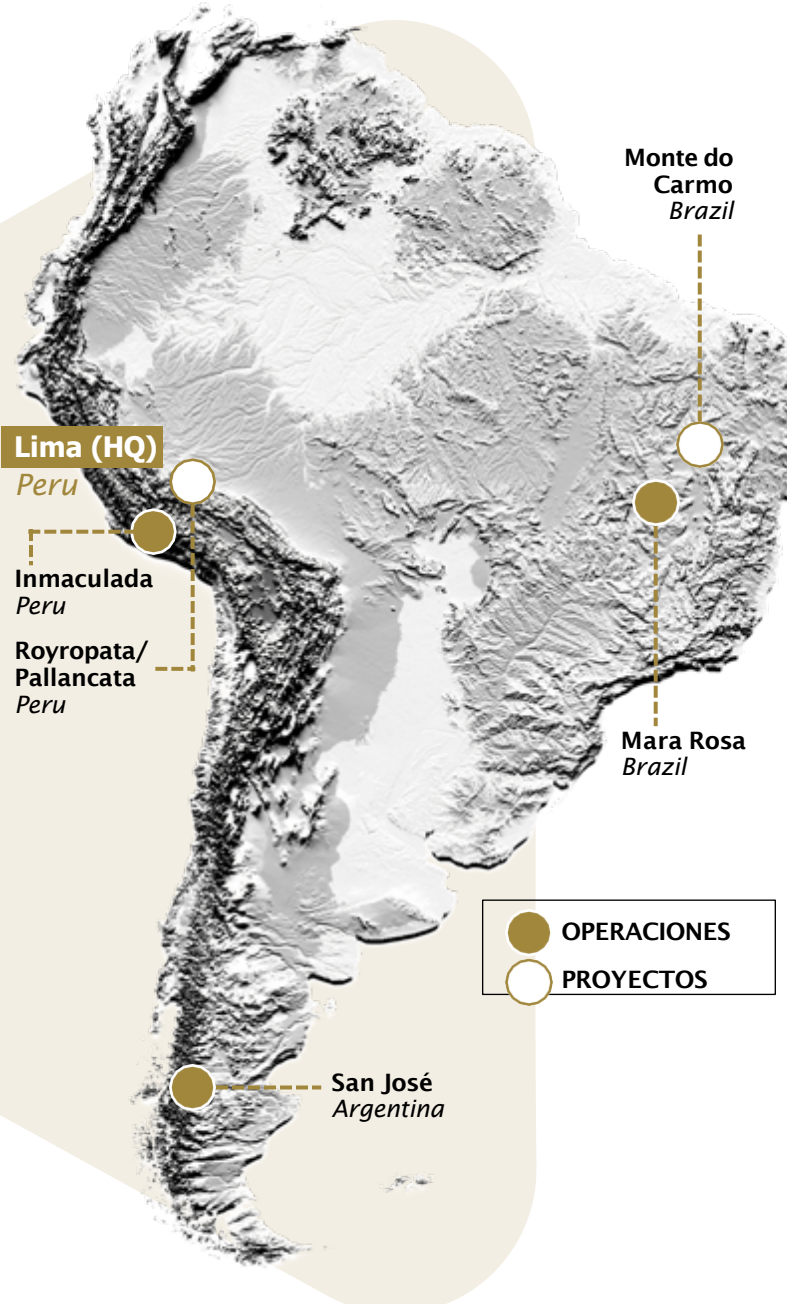 Monte do
Carmo
Brazil
Lima (HQ)
Peru
Inmaculada
Peru
Royropata/
Pallancata
Peru
Mara Rosa
Brazil
OPERACIONES
PROYECTOS
San José
Argentina